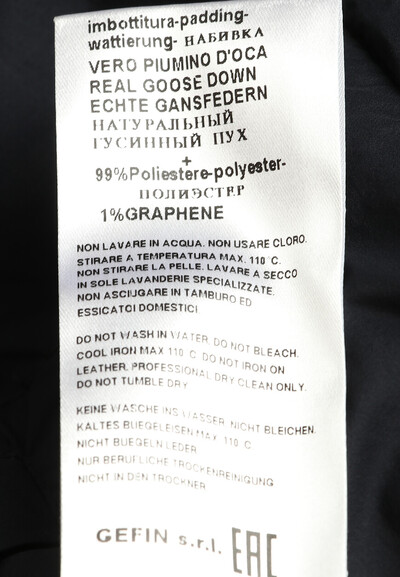 imbottitura-padding-
wattierung- НАБИВКА
VERO PIUMINO D'OCA
REAL GOOSE DOWN
ECHTE GANSFEDERN
НАТУРАЛЬНЫЙ
ГУСИННЫЙ ПУХ
+
99%Poliestere-polyester-
ПОЛИЭСТЕР
1%GRAPHENE
NON LAVARE IN ACQUA. NON USARE CLORO.
STIRARE A TEMPERATURA MAX. 110°C.
NON STIRARE LA PELLE. LAVARE A SECCO
IN SOLE LAVANDERIE SPECIALIZZATE.
NON ASCIUGARE IN TAMBURO ED
ESSICATOI DOMESTICI
DO NOT WASH IN WATER, DO NOT BLEACH.
COOL IRON MAX 110°C. DO NOT IRON ON
LEATHER. PROFESSIONAL DRY CLEAN ONLY.
DO NOT TUMBLE DRY
KEINE WASCHE INS WASSER. NICHT BLEICHEN.
KALTES BUEGELEISEN MAX. 110°C
NICHT BUEGELN LEDER
NUR BERUFLICHE TROCKENREINIGUNG
NICHT IN DEN TROCKNER
GEFIN s.r.l. EAC